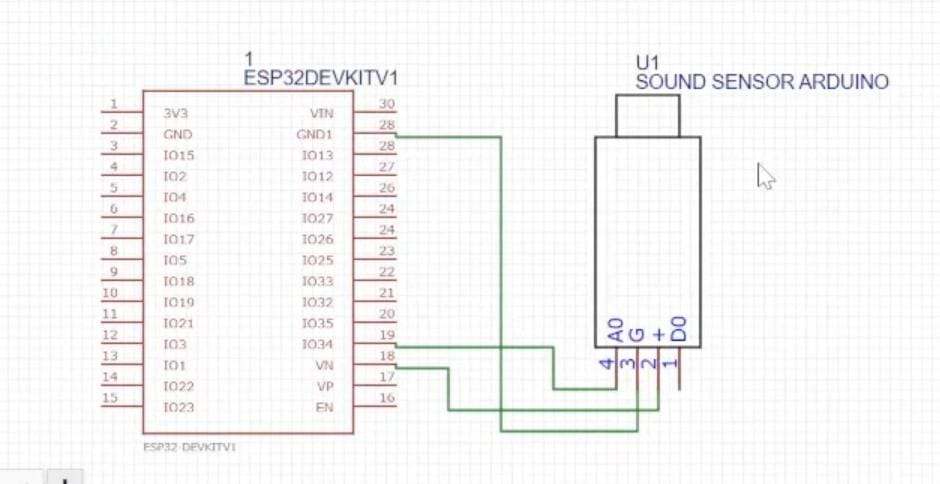 1
ESP32DEVKITV1
U1
SOUND SENSOR ARDUINO
1 3V3 VIN 30
2 GND GND1 28
3 IO15 IO13 28
4 IO2 IO12 27
5 IO4 IO14 26
6 IO16 IO27 24
7 IO17 IO26 24
8 IO5 IO25 23
9 IO18 IO33 22
10 IO19 IO32 21
11 IO21 IO35 20
12 IO3 IO34 19
13 IO1 VN 18
14 IO22 VP 17
15 IO23 EN 16
A0 G + D0
4 3 2 1
ESP32-DEVKITV1